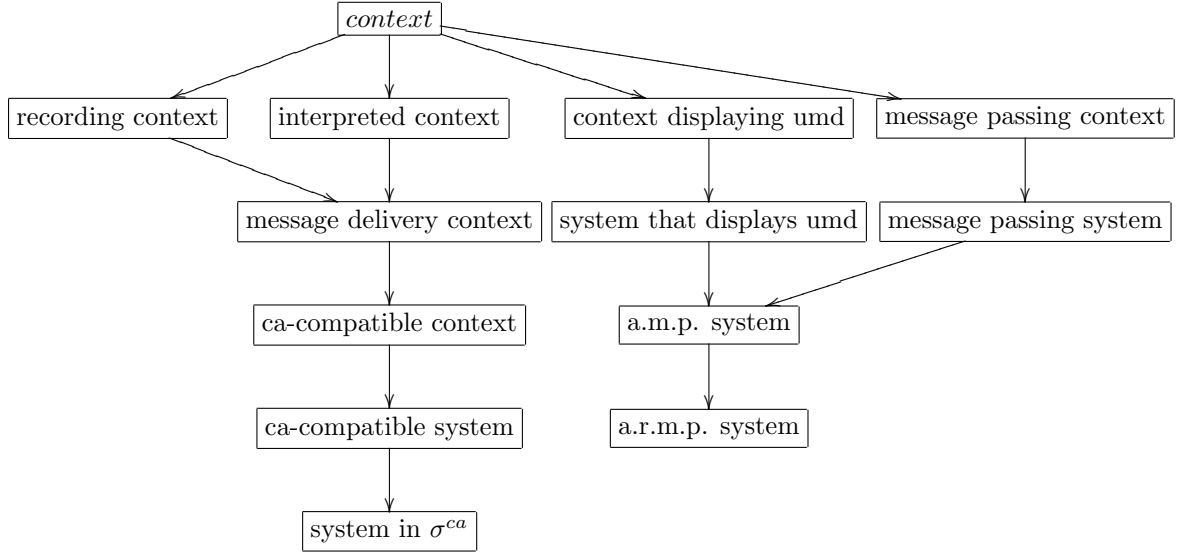 context
recording context
interpreted context
context displaying umd
message passing context
message delivery context
system that displays umd
message passing system
ca-compatible context
a.m.p. system
ca-compatible system
a.r.m.p. system
system in σ^{ca}